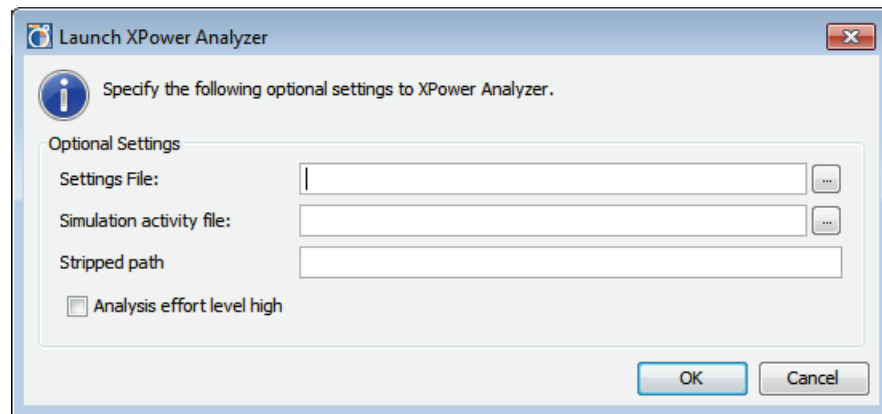 Launch XPower Analyzer
Specify the following optional settings to XPower Analyzer.
Optional Settings
Settings File:
...
Simulation activity file:
...
Stripped path
Analysis effort level high
OK
Cancel